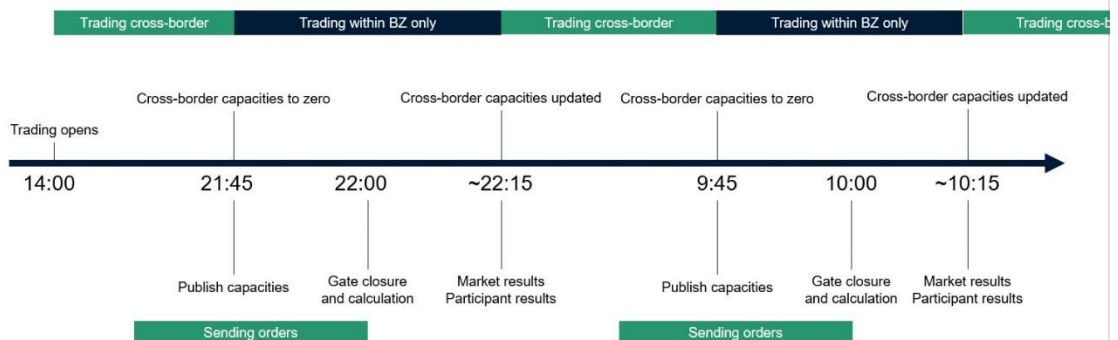 Trading cross-border Trading within BZ only Trading cross-border Trading within BZ only Trading cross-b
Cross-border capacities to zero Cross-border capacities updated Cross-border capacities to zero Cross-border capacities updated
Trading opens
14:00 21:45 22:00 ~22:15 9:45 10:00 ~10:15
Publish capacities Gate closure and calculation Market results Participant results Publish capacities Gate closure and calculation Market results Participant results
Sending orders Sending orders